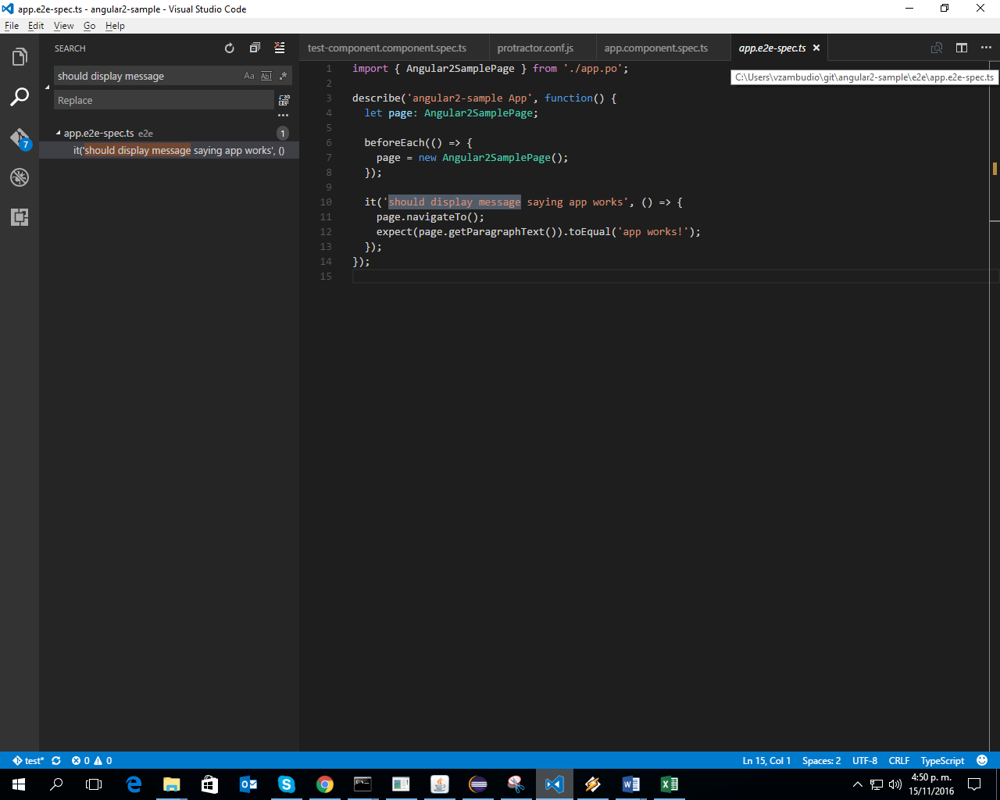 app.e2e-spec.ts - angular2-sample - Visual Studio Code
File Edit View Go Help
SEARCH
should display message
Aa Abl .*
Replace
app.e2e-spec.ts e2e 1
it('should display message saying app works', ()
7
test-component.component.spec.ts protractor.conf.js app.component.spec.ts app.e2e-spec.ts
C:\Users\vzambudio\git\angular2-sample\e2e\app.e2e-spec.ts
1 import { Angular2SamplePage } from './app.po';
2
3 describe('angular2-sample App', function() {
4 let page: Angular2SamplePage;
5
6 beforeEach(() => {
7 page = new Angular2SamplePage();
8 });
9
10 it('should display message saying app works', () => {
11 page.navigateTo();
12 expect(page.getParagraphText()).toEqual('app works!');
13 });
14 });
15
test* 0 0 Ln 15, Col 1 Spaces: 2 UTF-8 CRLF TypeScript
4:50 p. m.
15/11/2016